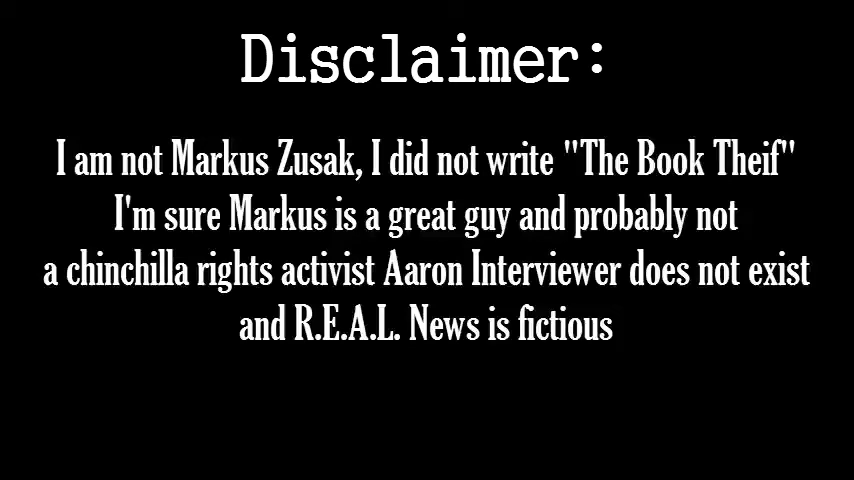 Disclaimer:
I am not Markus Zusak, I did not write "The Book Theif"
I'm sure Markus is a great guy and probably not
a chinchilla rights activist Aaron Interviewer does not exist
and R.E.A.L. News is fictious